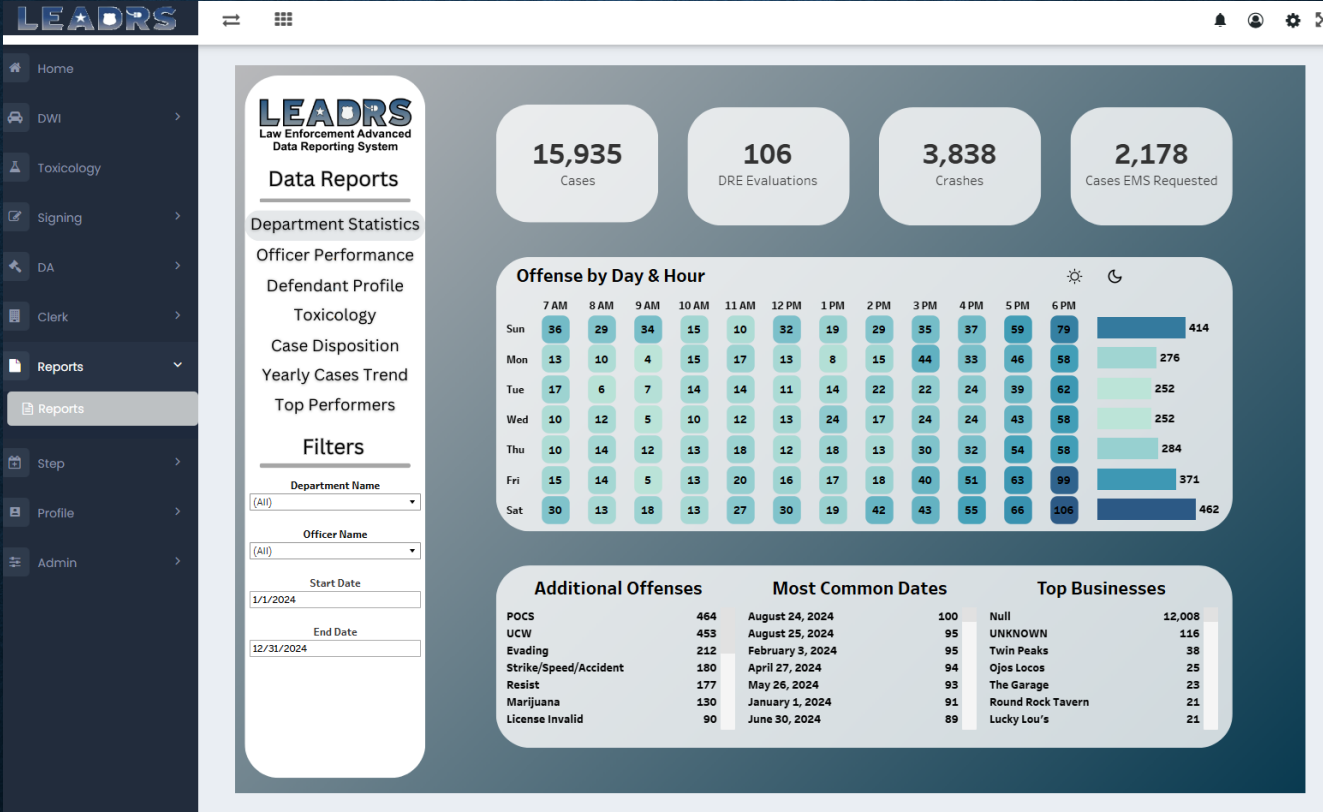 LEADRS
Home
DWI
Toxicology
Signing
DA
Clerk
Reports
Reports
Step
Profile
Admin
LEADRS
Law Enforcement Advanced
Data Reporting System
Data Reports
Department Statistics
Officer Performance
Defendant Profile
Toxicology
Case Disposition
Yearly Cases Trend
Top Performers
Filters
Department Name
(All)
Officer Name
(All)
Start Date
1/1/2024
End Date
12/31/2024
15,935
Cases
106
DRE Evaluations
3,838
Crashes
2,178
Cases EMS Requested
Offense by Day & Hour
7 AM 8 AM 9 AM 10 AM 11 AM 12 PM 1 PM 2 PM 3 PM 4 PM 5 PM 6 PM
Sun 36 29 34 15 10 32 19 29 35 37 59 79 414
Mon 13 10 4 15 17 13 8 15 44 33 46 58 276
Tue 17 6 7 14 14 11 14 22 22 24 39 62 252
Wed 10 12 5 10 12 13 24 17 24 24 43 58 252
Thu 10 14 12 13 18 12 18 13 30 32 54 58 284
Fri 15 14 5 13 20 16 17 18 40 51 63 99 371
Sat 30 13 18 13 27 30 19 42 43 55 66 106 462
Additional Offenses
POCS 464
UCW 453
Evading 212
Strike/Speed/Accident 180
Resist 177
Marijuana 130
License Invalid 90
Most Common Dates
August 24, 2024 100
August 25, 2024 95
February 3, 2024 95
April 27, 2024 94
May 26, 2024 93
January 1, 2024 91
June 30, 2024 89
Top Businesses
Null 12,008
UNKNOWN 116
Twin Peaks 38
Ojos Locos 25
The Garage 23
Round Rock Tavern 21
Lucky Lou's 21